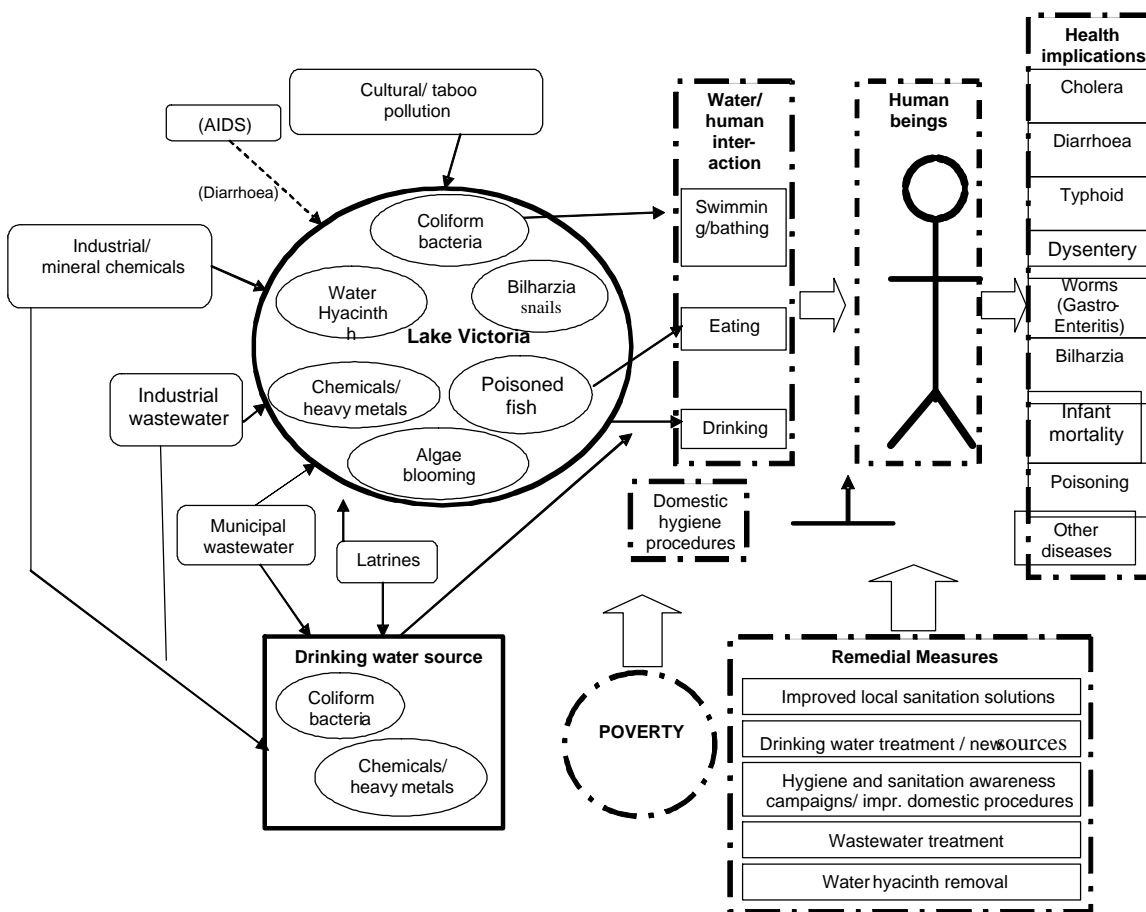 Cultural/ taboo
pollution
(AIDS)
(Diarrhoea)
Industrial/
mineral chemicals
Industrial
wastewater
Municipal
wastewater
Latrines
Coliform
bacteria
Water
Hyacinth
h
Bilharzia
snails
Lake Victoria
Chemicals/
heavy metals
Poisoned
fish
Algae
blooming
Drinking water source
Coliform
bacteria
Chemicals/
heavy metals
Water/
human
inter-
action
Swimmin
g/bathing
Eating
Drinking
Domestic
hygiene
procedures
POVERTY
Human
beings
Health
implications
Cholera
Diarrhoea
Typhoid
Dysentery
Worms
(Gastro-
Enteritis)
Bilharzia
Infant
mortality
Poisoning
Other
diseases
Remedial Measures
Improved local sanitation solutions
Drinking water treatment / new sources
Hygiene and sanitation awareness
campaigns/ impr. domestic procedures
Wastewater treatment
Water hyacinth removal